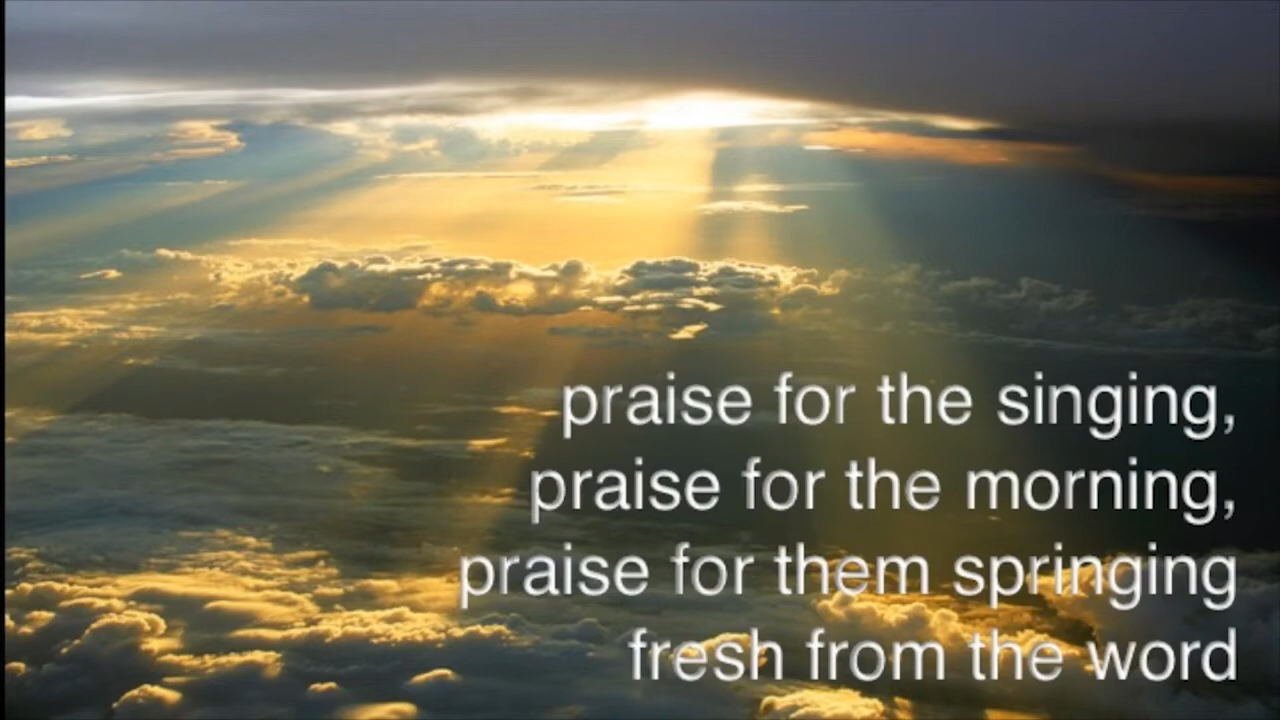 praise for the singing,
praise for the morning,
praise for them springing
fresh from the word